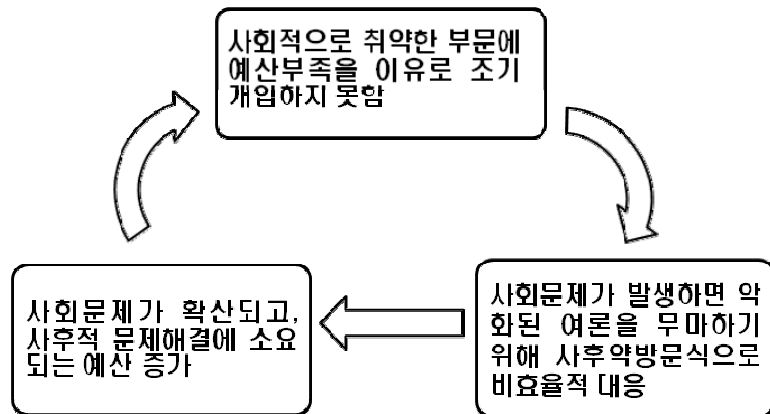 사회적으로 취약한 부문에
예산부족을 이유로 조기
개입하지 못함
사회문제가 발생하면 악
화된 여론을 무마하기
위해 사후약방문식으로
비효율적 대응
사회문제가 확산되고,
사후적 문제해결에 소요
되는 예산 증가